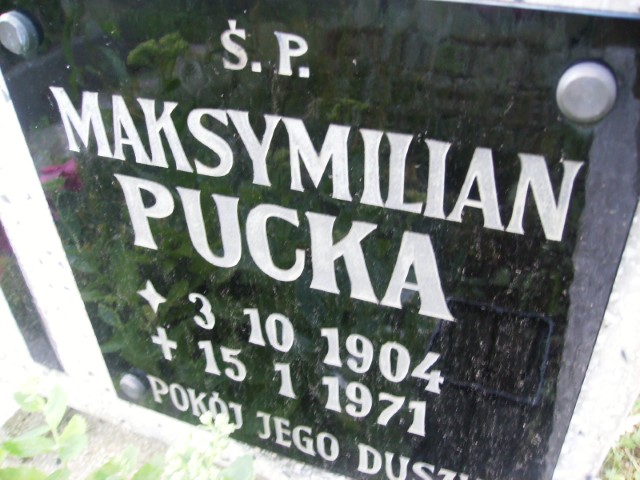 Ś.P.
MAKSYMILIAN
PUCKA
3 10 1904
+ 15 1 1971
POKÓJ JEGO